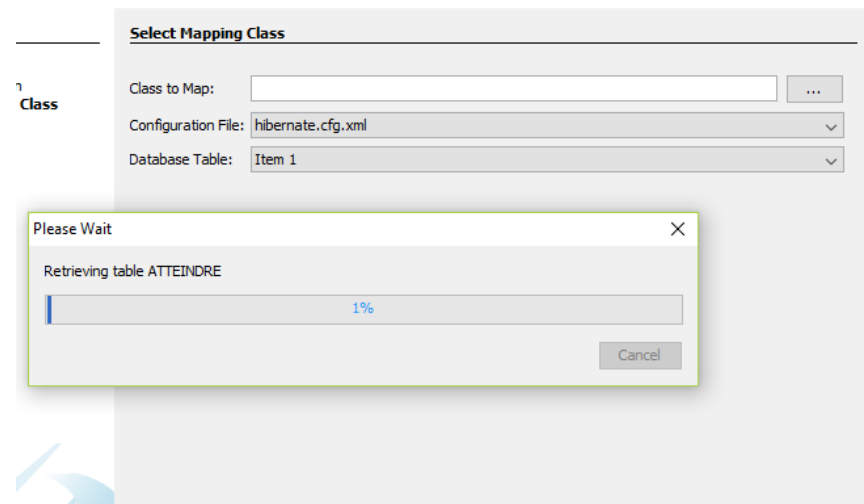 Select Mapping Class
Class
Class to Map:
...
Configuration File: hibernate.cfg.xml
Database Table: Item 1
Please Wait
Retrieving table ATTEINDRE
1%
Cancel